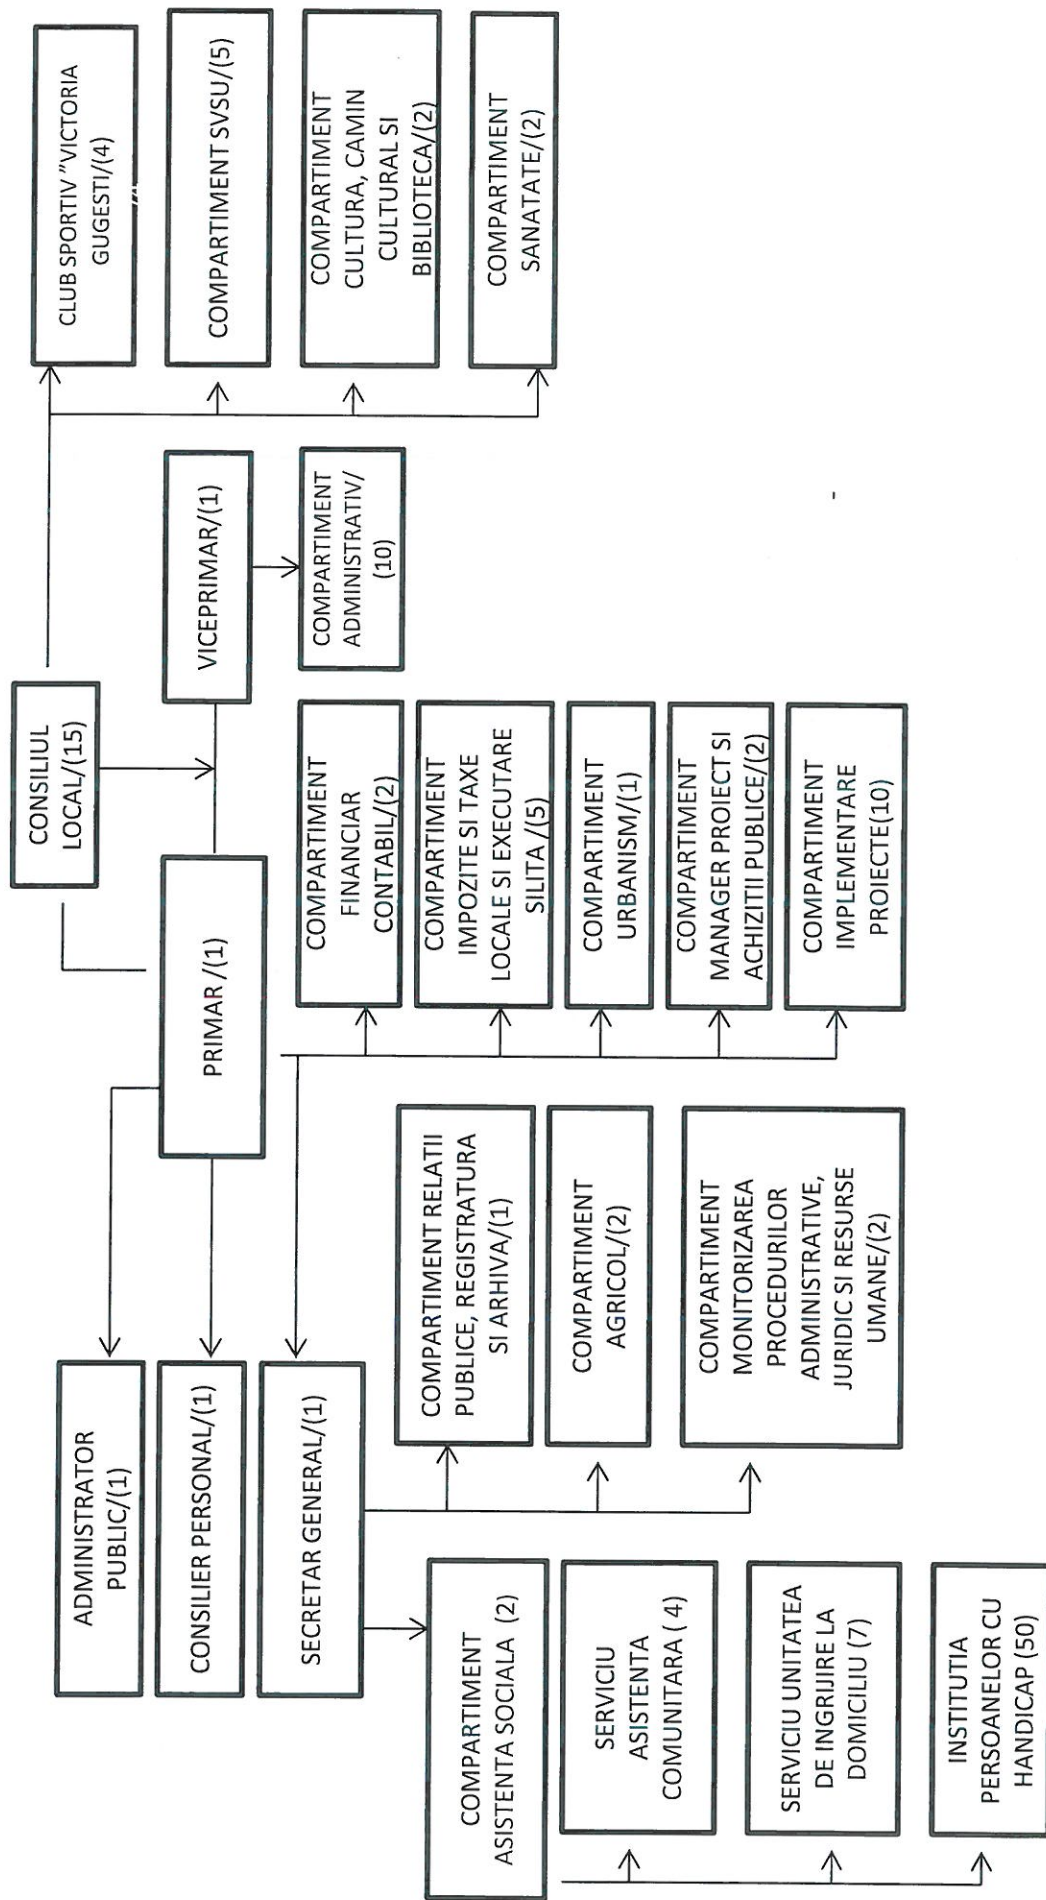 CONSILIUL
LOCAL/(15)
PRIMAR /(1)
VICEPRIMAR/(1)
COMPARTIMENT
ADMINISTRATIV/
(10)
CLUB SPORTIV "VICTORIA
GUGESTI/(4)
COMPARTIMENT SVSU/(5)
COMPARTIMENT
CULTURA, CAMIN
CULTURAL SI
BIBLIOTECA/(2)
COMPARTIMENT
SANATATE/(2)
ADMINISTRATOR
PUBLIC/(1)
CONSILIER PERSONAL/(1)
SECRETAR GENERAL/(1)
COMPARTIMENT
FINANCIAR
CONTABIL/(2)
COMPARTIMENT
IMPOZITE SI TAXE
LOCALE SI EXECUTARE
SILITA /(5)
COMPARTIMENT
URBANISM/(1)
COMPARTIMENT
MANAGER PROIECT SI
ACHIZITII PUBLICE/(2)
COMPARTIMENT
IMPLEMENTARE
PROIECTE(10)
COMPARTIMENT RELATII
PUBLICE, REGISTRATURA
SI ARHIVA/(1)
COMPARTIMENT
AGRICOL/(2)
COMPARTIMENT
MONITORIZAREA
PROCEDURILOR
ADMINISTRATIVE,
JURIDIC SI RESURSE
UMANE/(2)
COMPARTIMENT
ASISTENTA SOCIALA (2)
SERVICIU
ASISTENTA
COMUNITARA ( 4)
SERVICIU UNITATEA
DE INGRIJIRE LA
DOMICILIU (7)
INSTITUTIA
PERSOANELOR CU
HANDICAP (50)